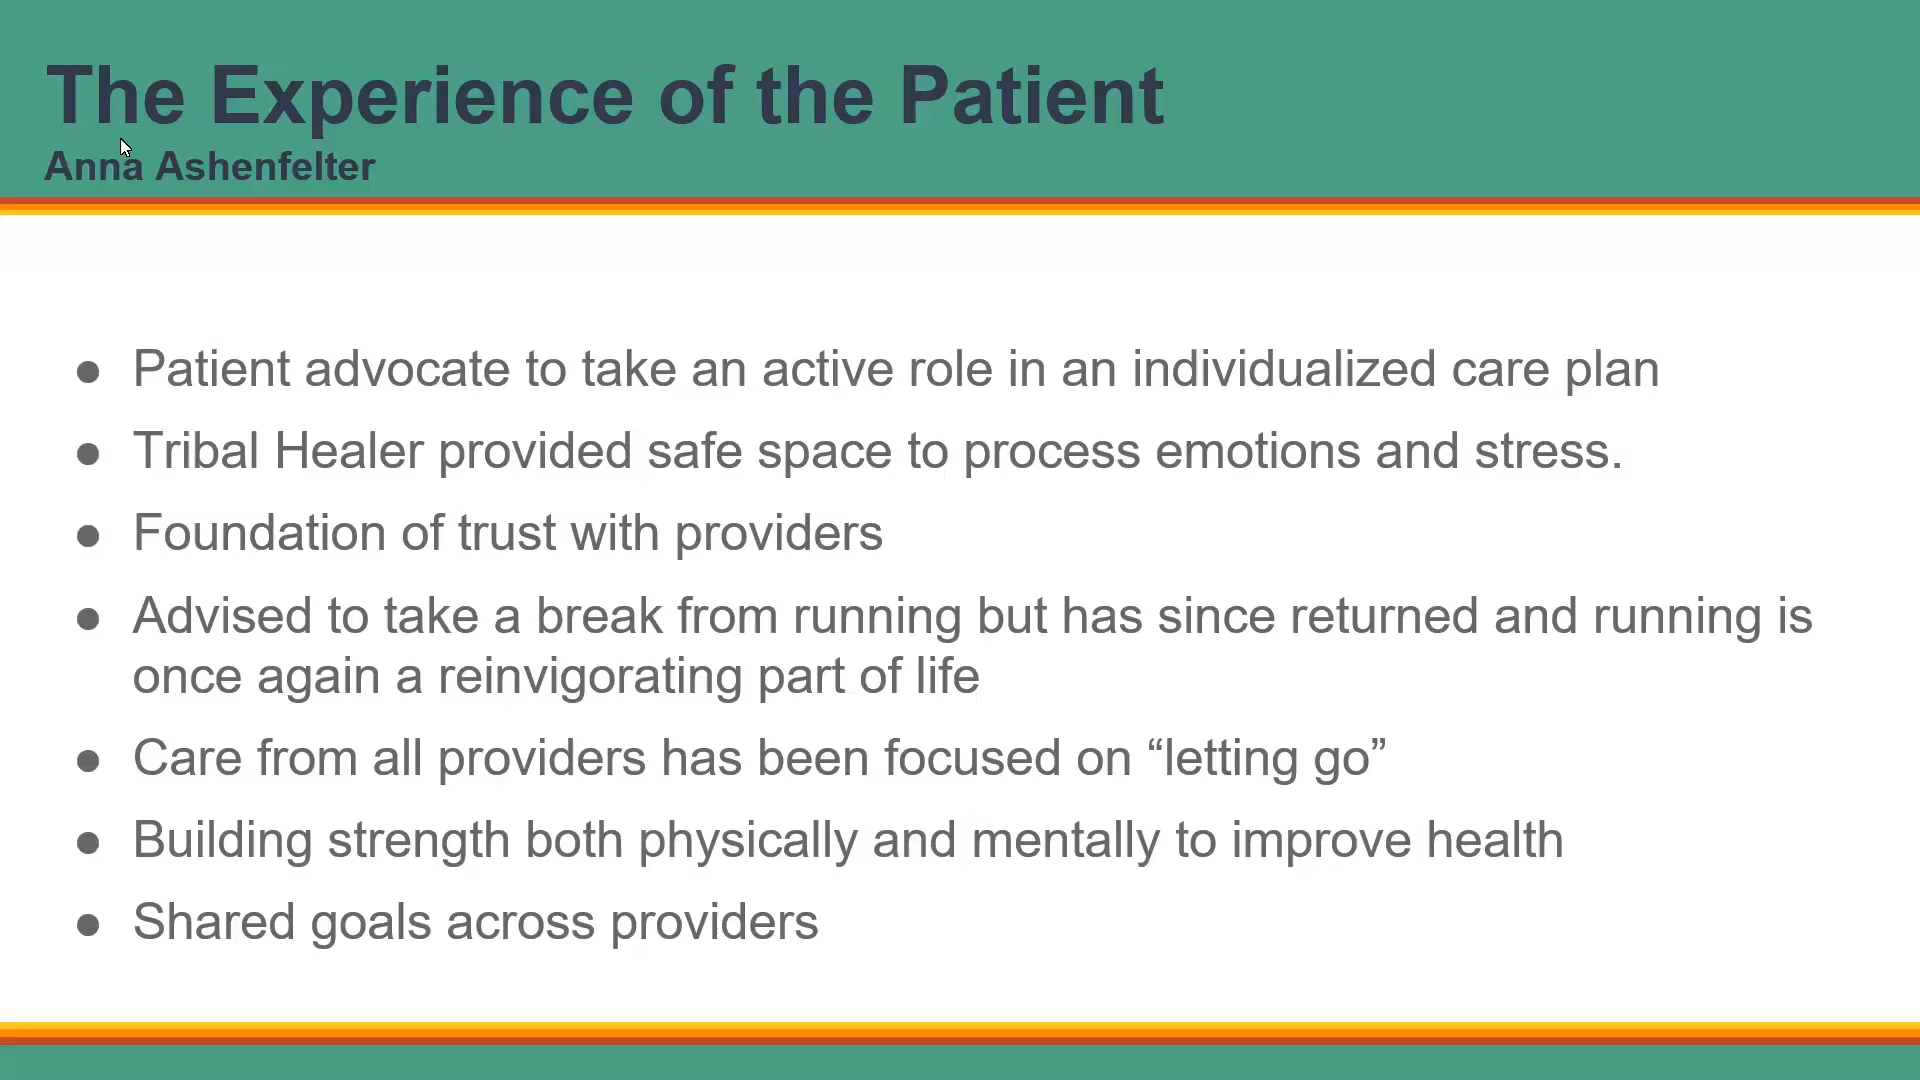 The Experience of the Patient
Anna Ashenfelter
● Patient advocate to take an active role in an individualized care plan
● Tribal Healer provided safe space to process emotions and stress.
● Foundation of trust with providers
● Advised to take a break from running but has since returned and running is
once again a reinvigorating part of life
● Care from all providers has been focused on “letting go”
● Building strength both physically and mentally to improve health
● Shared goals across providers